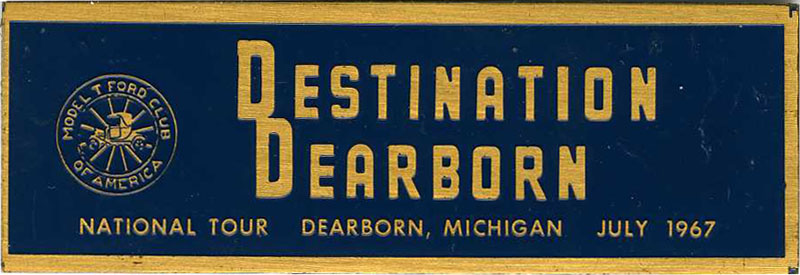 MODEL T FORD CLUB
OF AMERICA
DESTINATION
DEARBORN
NATIONAL TOUR DEARBORN, MICHIGAN JULY 1967